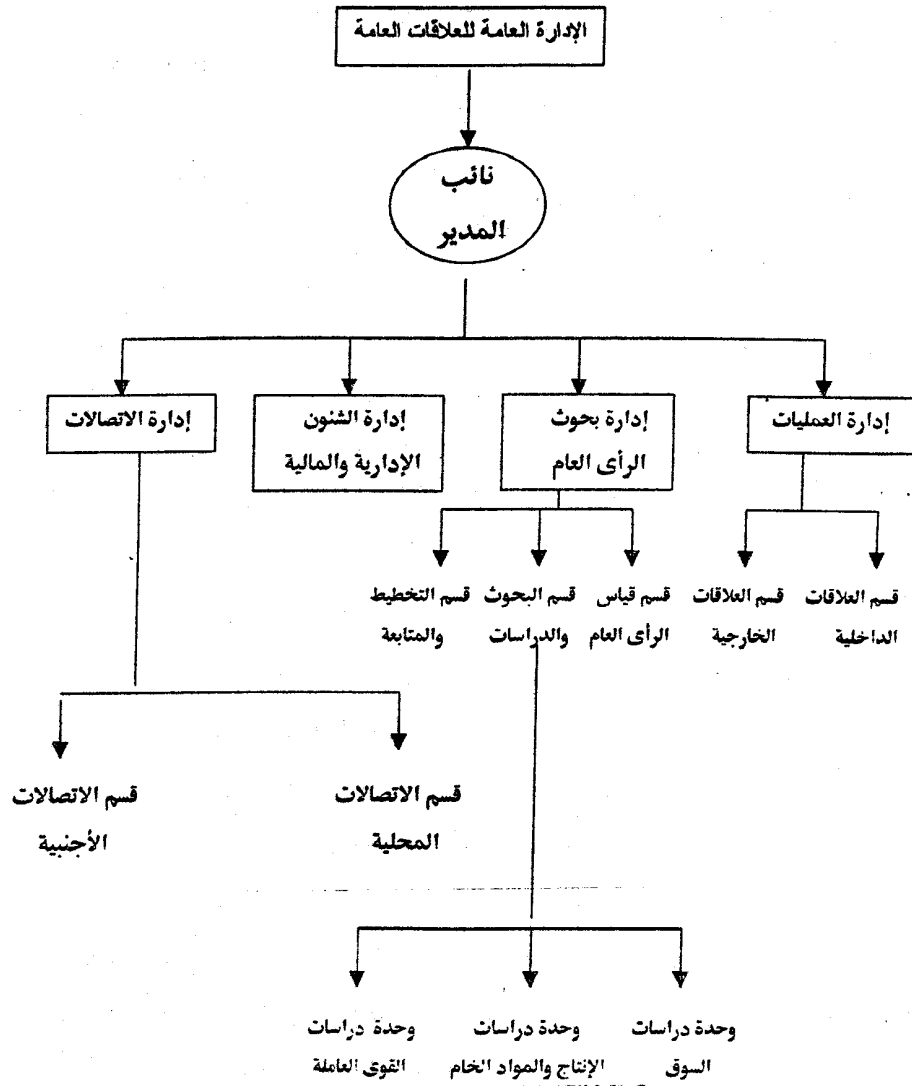 الإدارة العامة للعلاقات العامة
نائب
المدير
إدارة العمليات
إدارة بحوث
الرأى العام
إدارة الشئون
الإدارية والمالية
إدارة الاتصالات
قسم العلاقات
الداخلية
قسم العلاقات
الخارجية
قسم قياس
الرأى العام
قسم البحوث
والدراسات
قسم التخطيط
والمتابعة
قسم الاتصالات
المحلية
قسم الاتصالات
الأجنبية
وحدة دراسات
السوق
وحدة دراسات
الإنتاج والمواد الخام
وحدة دراسات
القوى العاملة